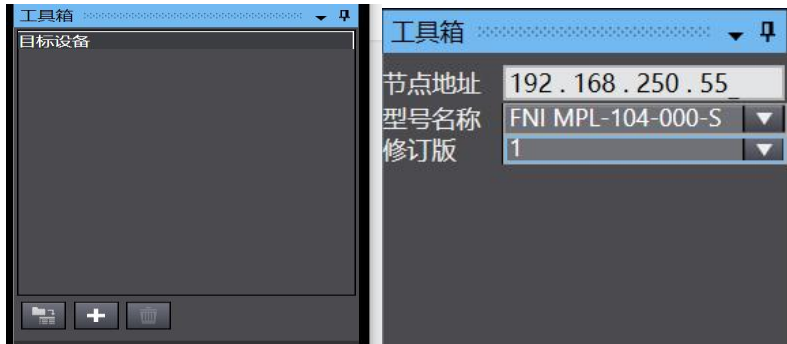 工具箱
目标设备
工具箱
节点地址 192 . 168 . 250 . 55_
型号名称 FNI MPL-104-000-S
修订版 1